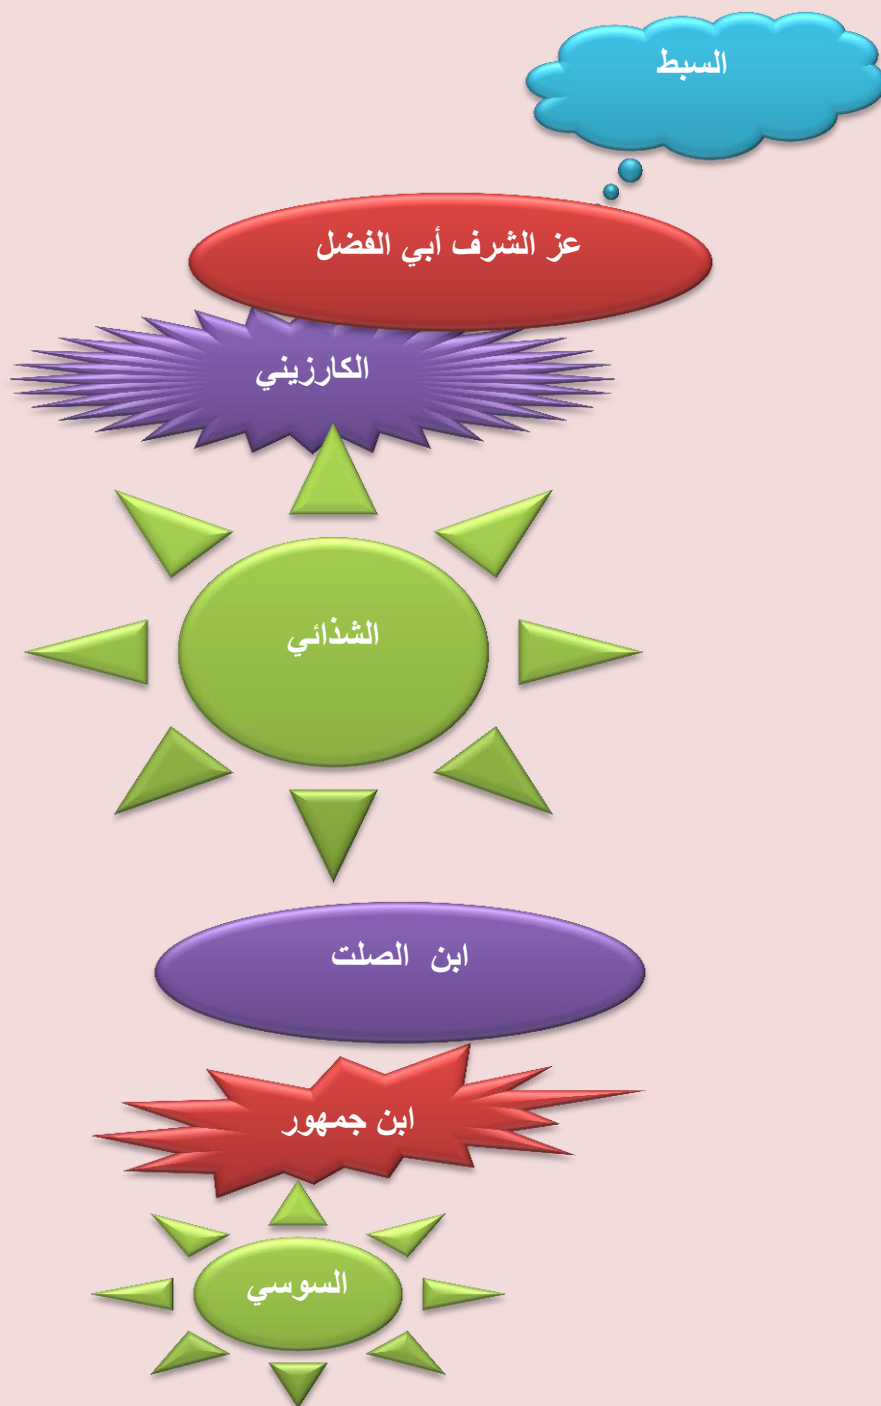 السبط
عز الشرف أبي الفضل
الكارزيني
الشذائي
ابن الصلت
ابن جمهور
السوسي